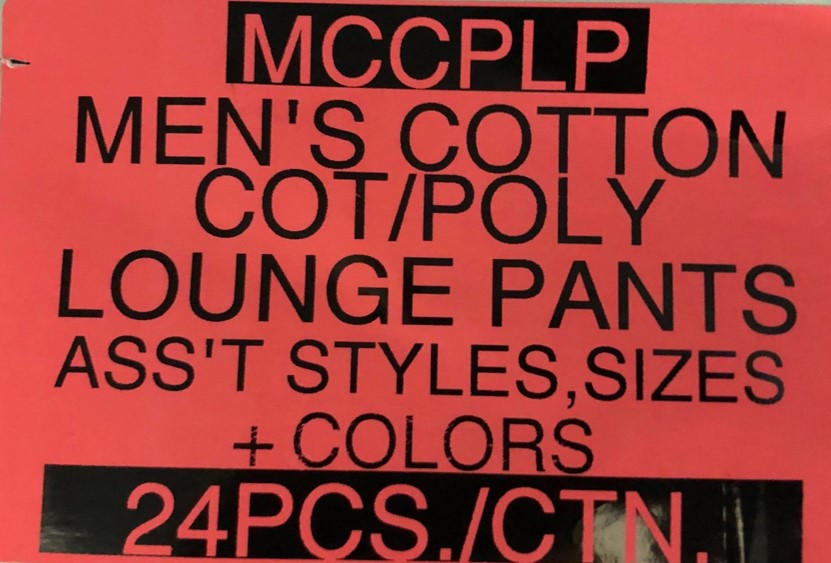 MCCPLP
MEN'S COTTON
COT/POLY
LOUNGE PANTS
ASS'T STYLES,SIZES
+ COLORS
24PCS./CTN.